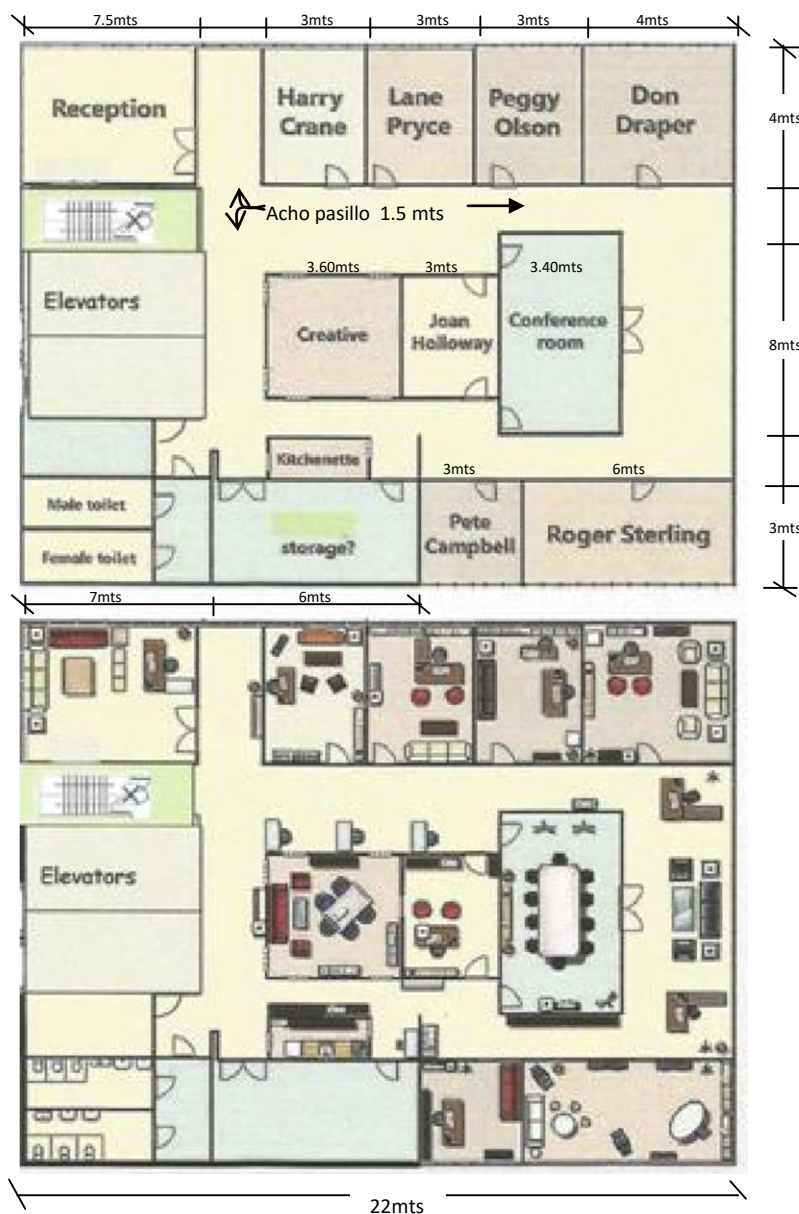 7.5mts 3mts 3mts 3mts 4mts
Reception
Harry
Crane
Lane
Pryce
Peggy
Olson
Don
Draper
4mts
Acho pasillo 1.5 mts
3.60mts 3mts 3.40mts
Elevators
Creative
Joan
Holloway
Conference
room
8mts
Kitchenette
3mts 6mts
Male toilet
Female toilet
storage?
Pete
Campbell
Roger Sterling
3mts
7mts 6mts
Elevators
22mts